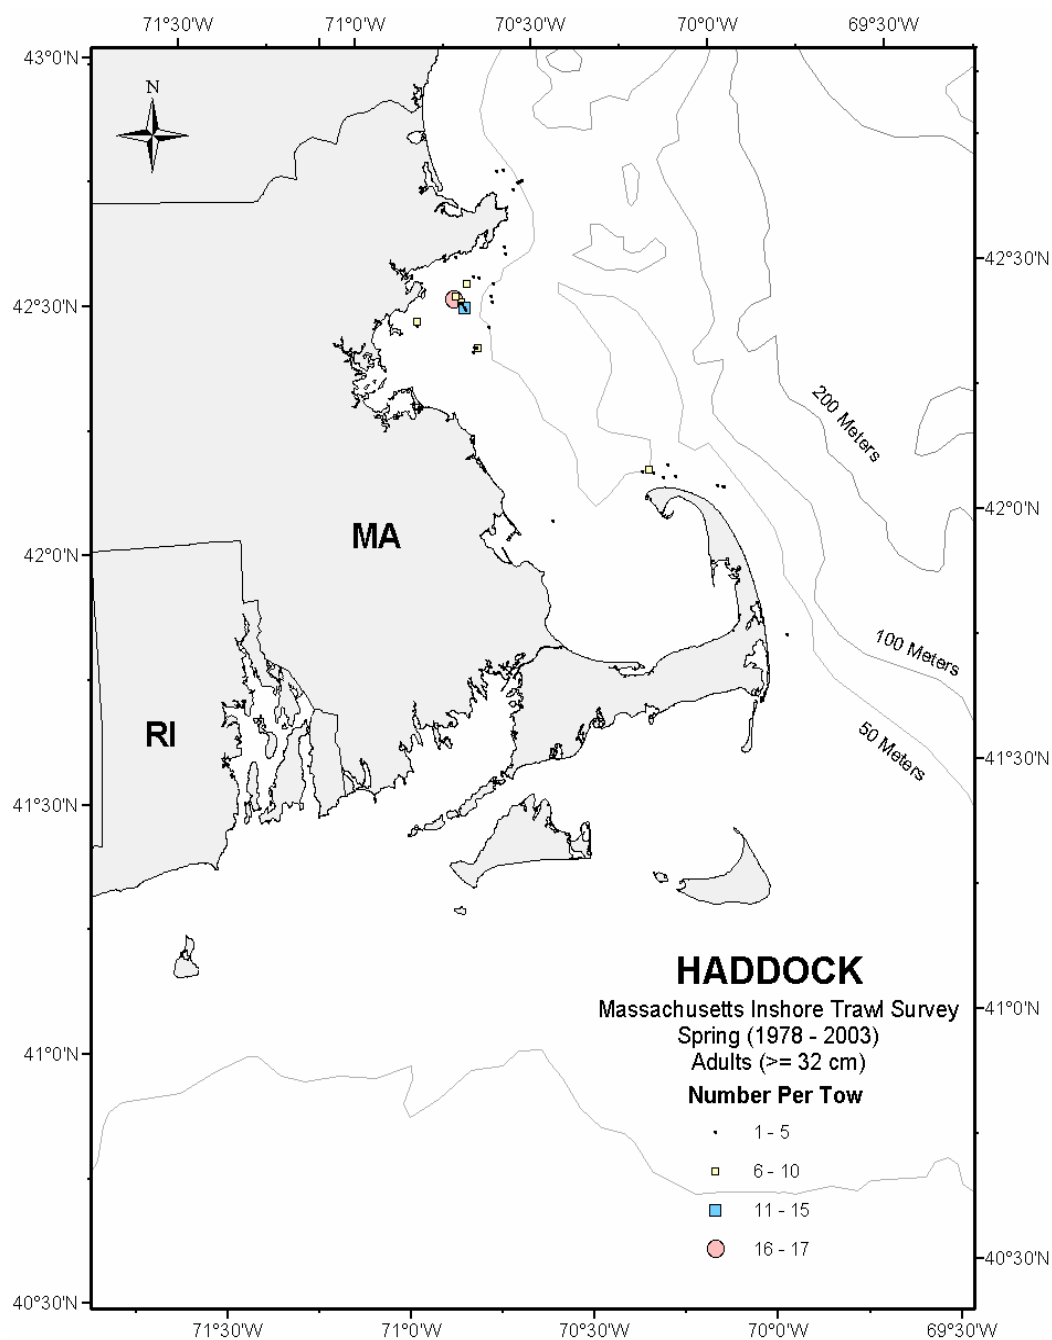 71°30'W 71°0'W 70°30'W 70°0'W 69°30'W
43°0'N
N
42°30'N
42°30'N
200 Meters
42°0'N
MA
42°0'N
100 Meters
RI
50 Meters
41°30'N
41°30'N
HADDOCK
Massachusetts Inshore Trawl Survey
41°0'N
Spring (1978 - 2003)
41°0'N
Adults (>= 32 cm)
Number Per Tow
1 - 5
6 - 10
11 - 15
16 - 17
40°30'N
40°30'N
71°30'W 71°0'W 70°30'W 70°0'W 69°30'W